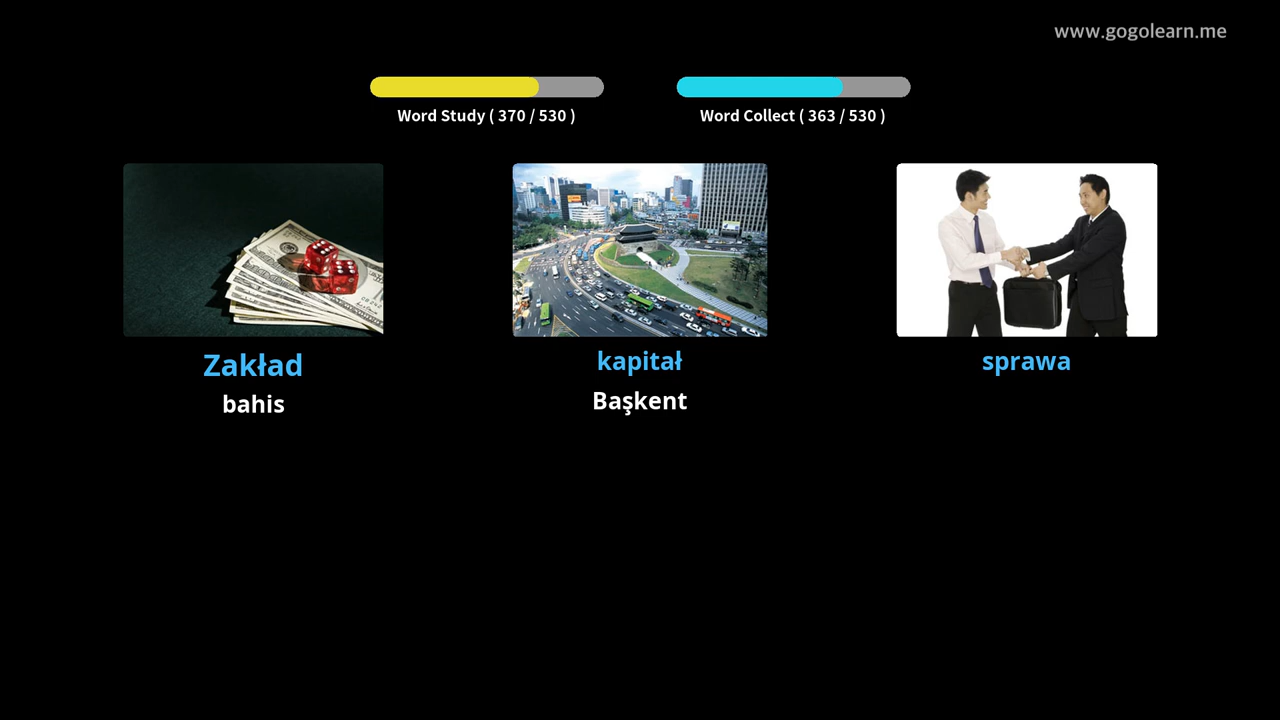 www.gogolearn.me
Word Study ( 370 / 530 )
Word Collect ( 363 / 530 )
Zakład
kapitał
sprawa
bahis
Başkent